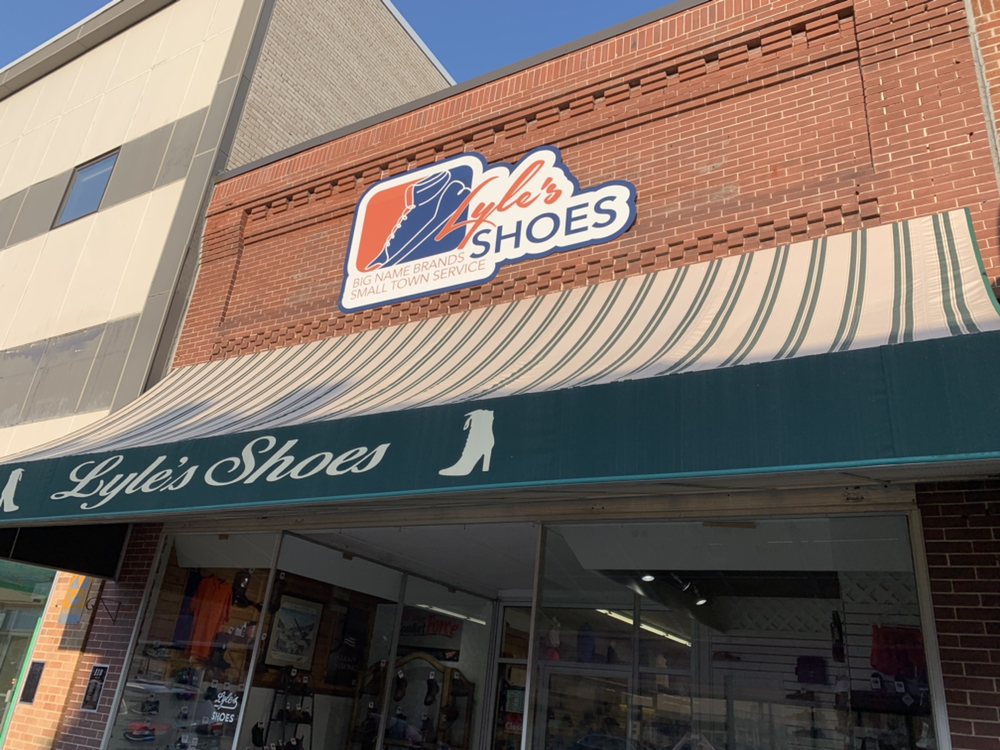 Lyle's
SHOES
BIG NAME BRANDS
SMALL TOWN SERVICE
Lyle's Shoes
Lyle's
SHOES